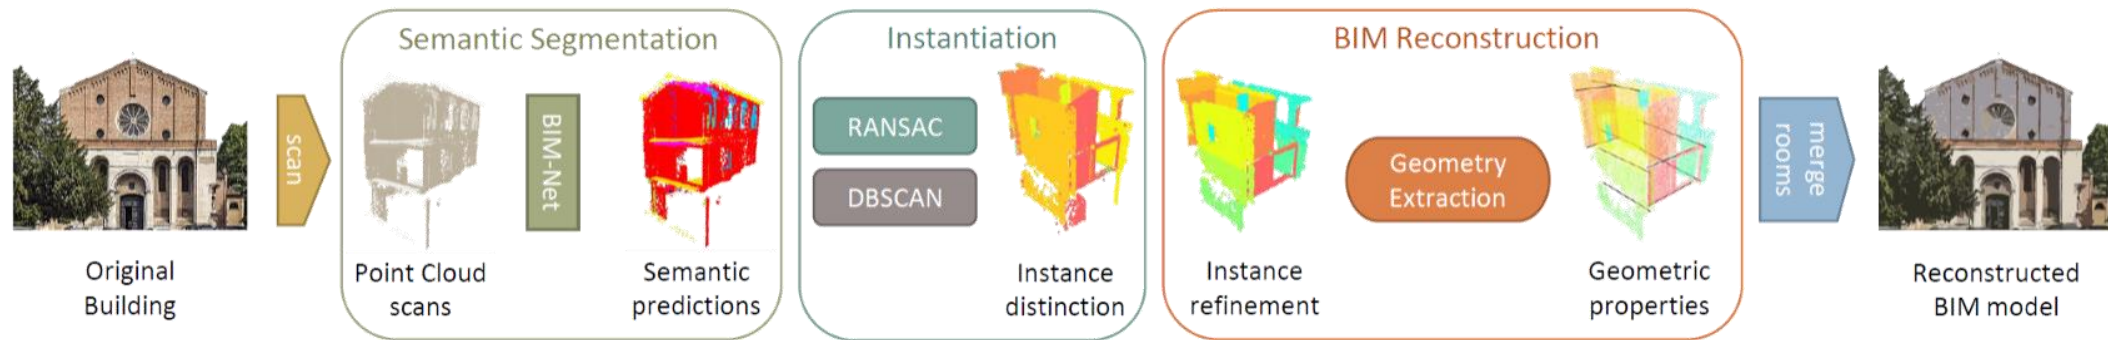 Semantic Segmentation
Instantiation
BIM Reconstruction
scan
BIM-Net
RANSAC
DBSCAN
Geometry
Extraction
merge
rooms
Original
Building
Point Cloud
scans
Semantic
predictions
Instance
distinction
Instance
refinement
Geometric
properties
Reconstructed
BIM model